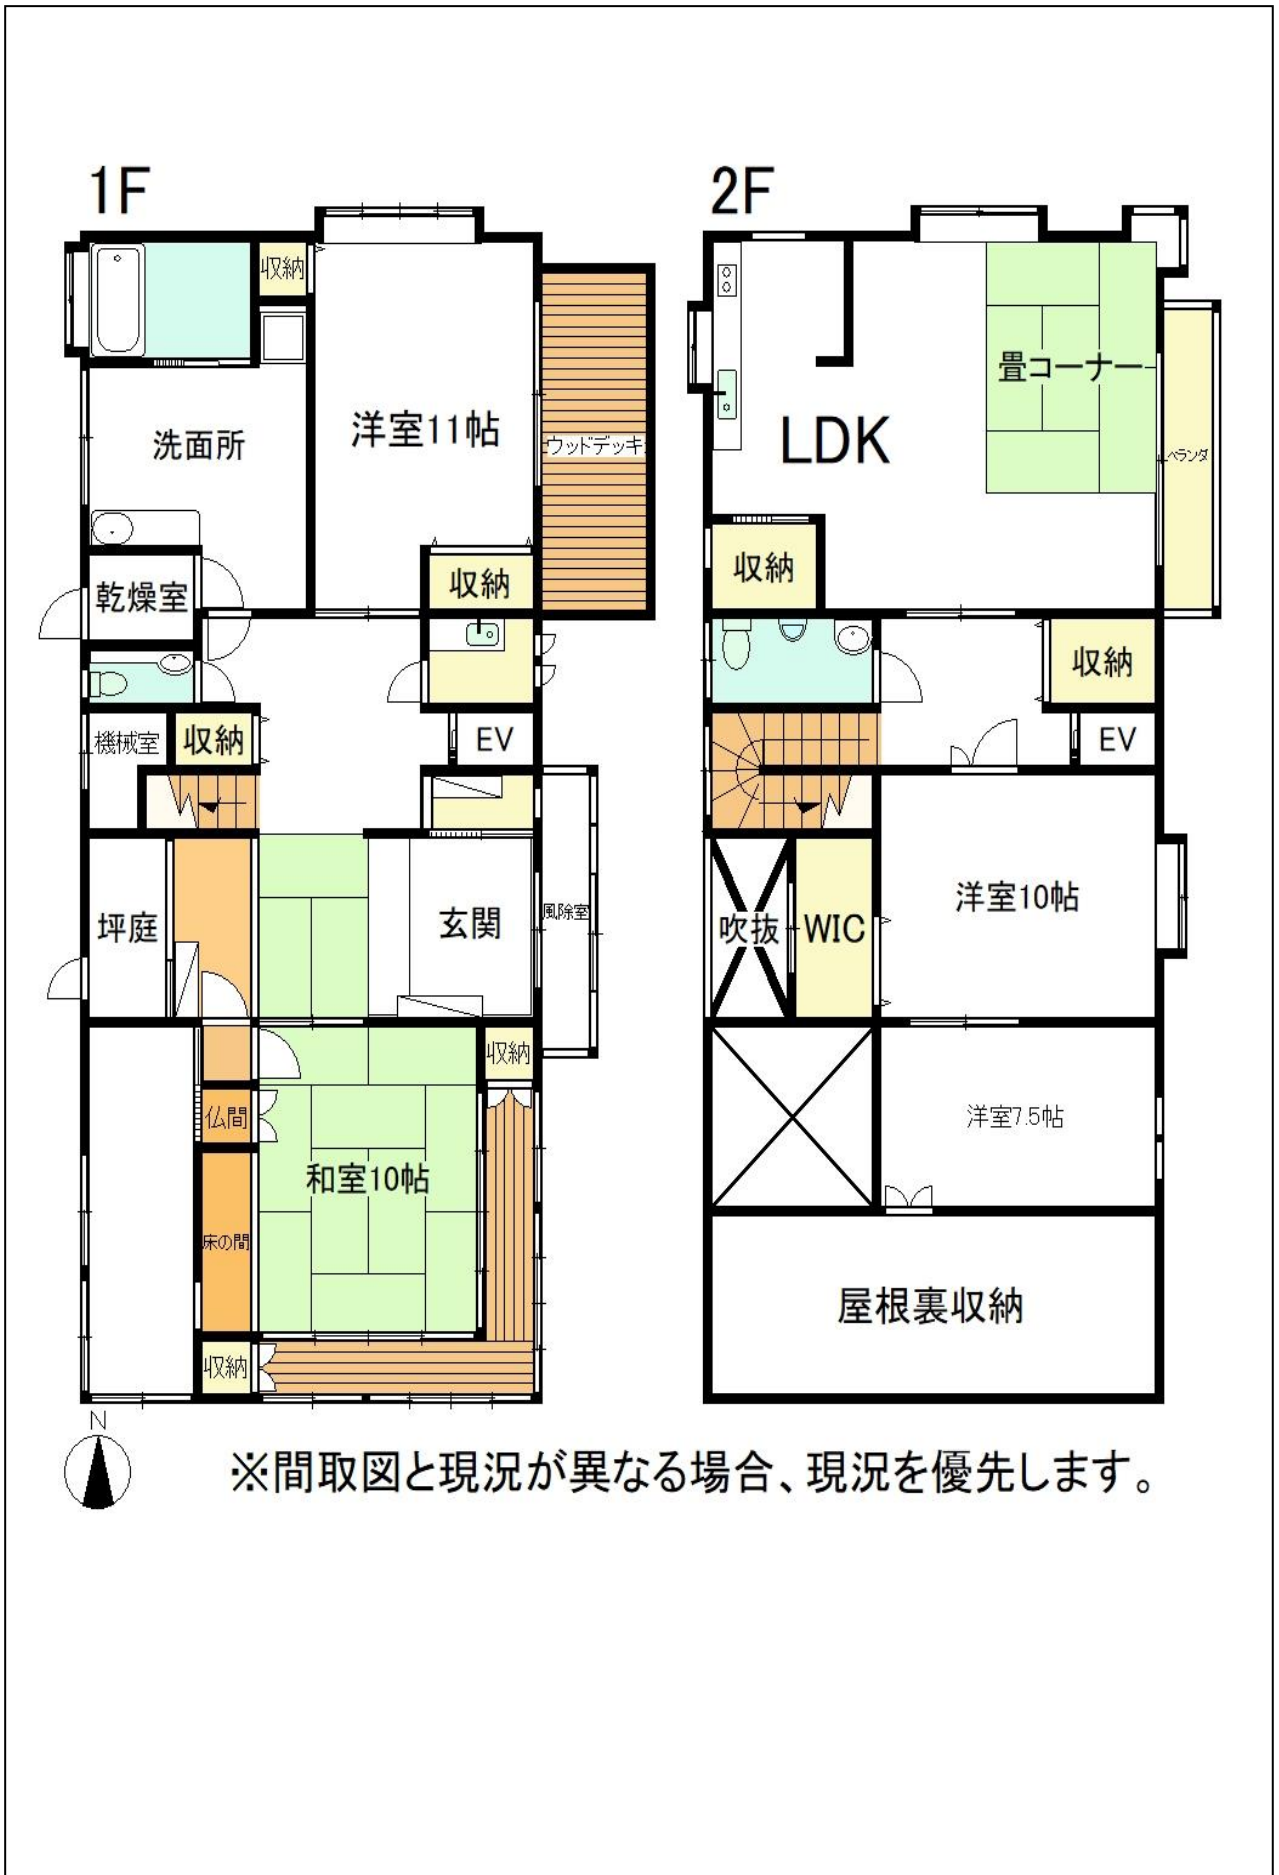 1F
収納
洋室11帖
洗面所
ウッドデッキ
収納
乾燥室
機械室
収納
EV
坪庭
玄関
風除室
収納
仏間
和室10帖
床の間
収納
2F
畳コーナー
LDK
ベランダ
収納
収納
EV
洋室10帖
吹抜
WIC
洋室7.5帖
屋根裏収納
N
※間取図と現況が異なる場合、現況を優先します。